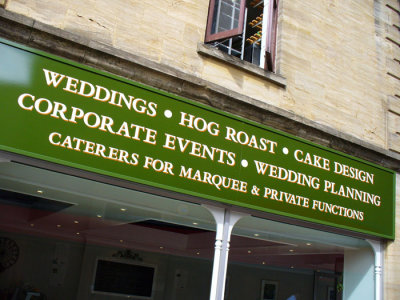 WEDDINGS • HOG ROAST • CAKE DESIGN
CORPORATE EVENTS • WEDDING PLANNING
CATERERS FOR MARQUEE & PRIVATE FUNCTIONS